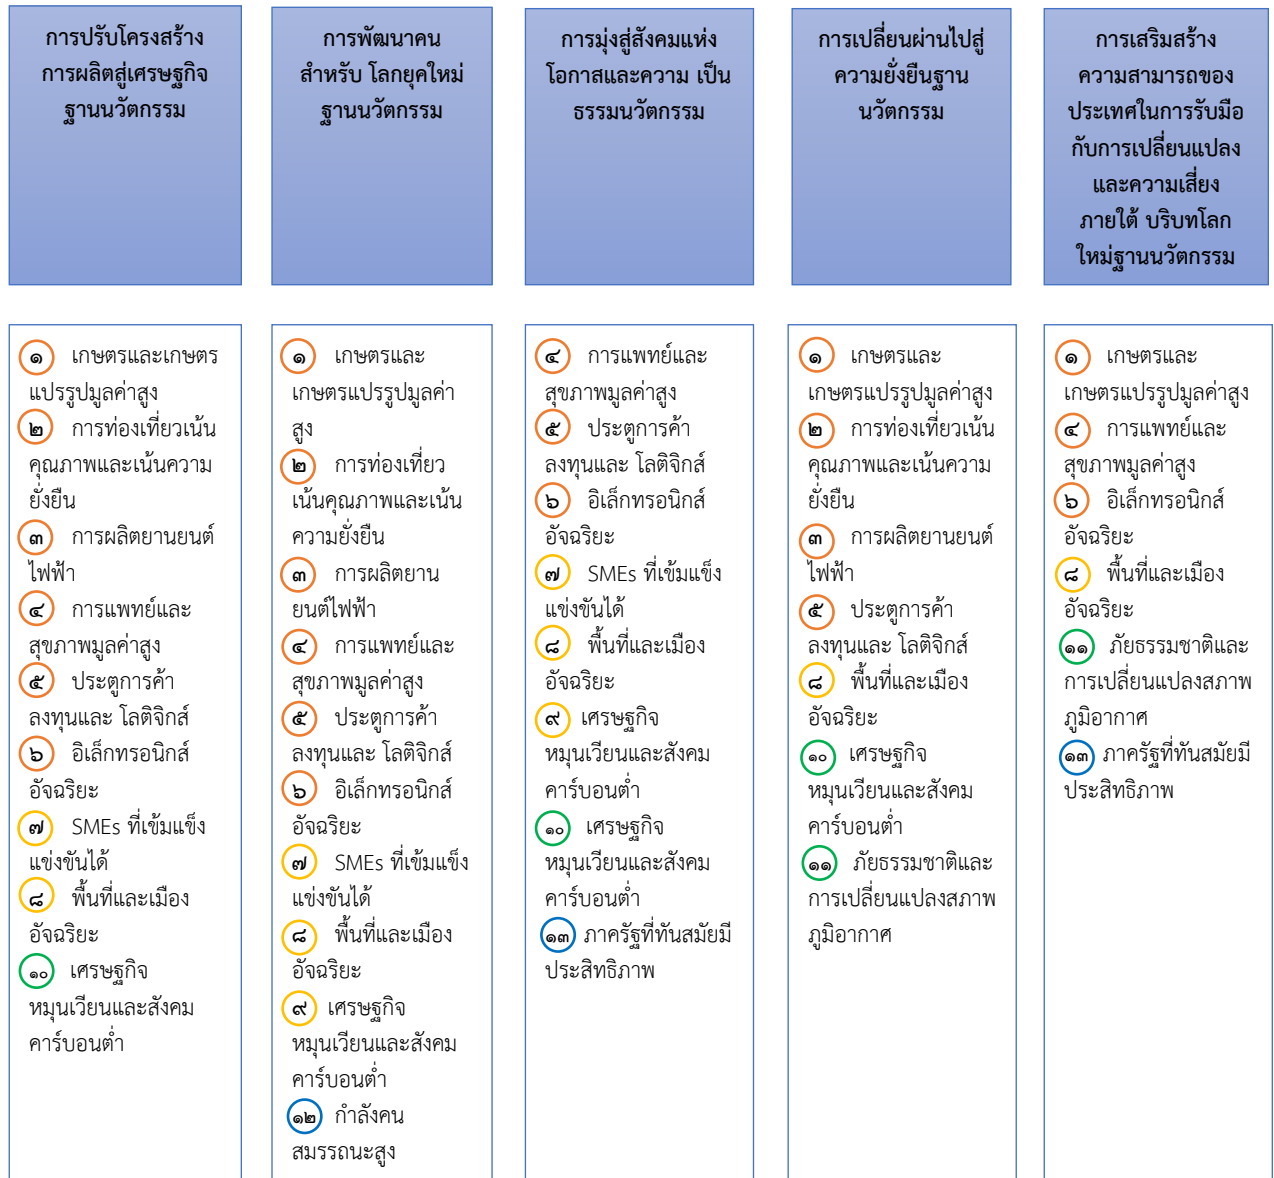 การปรับโครงสร้าง
การผลิตสู่เศรษฐกิจ
ฐานนวัตกรรม
การพัฒนาคน
สำหรับ โลกยุคใหม่
ฐานนวัตกรรม
การมุ่งสู่สังคมแห่ง
โอกาสและความ เป็น
ธรรมนวัตกรรม
การเปลี่ยนผ่านไปสู่
ความยั่งยืนฐาน
นวัตกรรม
การเสริมสร้าง
ความสามารถของ
ประเทศในการรับมือ
กับการเปลี่ยนแปลง
และความเสี่ยง
ภายใต้ บริบทโลก
ใหม่ฐานนวัตกรรม
๑ เกษตรและเกษตร
แปรรูปมูลค่าสูง
๒ การท่องเที่ยวเน้น
คุณภาพและเน้นความ
ยั่งยืน
๓ การผลิตยานยนต์
ไฟฟ้า
๔ การแพทย์และ
สุขภาพมูลค่าสูง
๕ ประตูการค้า
ลงทุนและ โลติจิกส์
๖ อิเล็กทรอนิกส์
อัจฉริยะ
๗ SMEs ที่เข้มแข็ง
แข่งขันได้
๘ พื้นที่และเมือง
อัจฉริยะ
๑๐ เศรษฐกิจ
หมุนเวียนและสังคม
คาร์บอนต่ำ
๑ เกษตรและ
เกษตรแปรรูปมูลค่า
สูง
๒ การท่องเที่ยว
เน้นคุณภาพและเน้น
ความยั่งยืน
๓ การผลิตยาน
ยนต์ไฟฟ้า
๔ การแพทย์และ
สุขภาพมูลค่าสูง
๕ ประตูการค้า
ลงทุนและ โลติจิกส์
๖ อิเล็กทรอนิกส์
อัจฉริยะ
๗ SMEs ที่เข้มแข็ง
แข่งขันได้
๘ พื้นที่และเมือง
อัจฉริยะ
๙ เศรษฐกิจ
หมุนเวียนและสังคม
คาร์บอนต่ำ
๑๒ กำลังคน
สมรรถนะสูง
๔ การแพทย์และ
สุขภาพมูลค่าสูง
๕ ประตูการค้า
ลงทุนและ โลติจิกส์
๖ อิเล็กทรอนิกส์
อัจฉริยะ
๗ SMEs ที่เข้มแข็ง
แข่งขันได้
๘ พื้นที่และเมือง
อัจฉริยะ
๙ เศรษฐกิจ
หมุนเวียนและสังคม
คาร์บอนต่ำ
๑๐ เศรษฐกิจ
หมุนเวียนและสังคม
คาร์บอนต่ำ
๑๓ ภาครัฐที่ทันสมัยมี
ประสิทธิภาพ
๑ เกษตรและ
เกษตรแปรรูปมูลค่าสูง
๒ การท่องเที่ยวเน้น
คุณภาพและเน้นความ
ยั่งยืน
๓ การผลิตยานยนต์
ไฟฟ้า
๕ ประตูการค้า
ลงทุนและ โลติจิกส์
๘ พื้นที่และเมือง
อัจฉริยะ
๑๐ เศรษฐกิจ
หมุนเวียนและสังคม
คาร์บอนต่ำ
๑๑ ภัยธรรมชาติและ
การเปลี่ยนแปลงสภาพ
ภูมิอากาศ
๑ เกษตรและ
เกษตรแปรรูปมูลค่าสูง
๔ การแพทย์และ
สุขภาพมูลค่าสูง
๖ อิเล็กทรอนิกส์
อัจฉริยะ
๘ พื้นที่และเมือง
อัจฉริยะ
๑๑ ภัยธรรมชาติและ
การเปลี่ยนแปลงสภาพ
ภูมิอากาศ
๑๓ ภาครัฐที่ทันสมัยมี
ประสิทธิภาพ